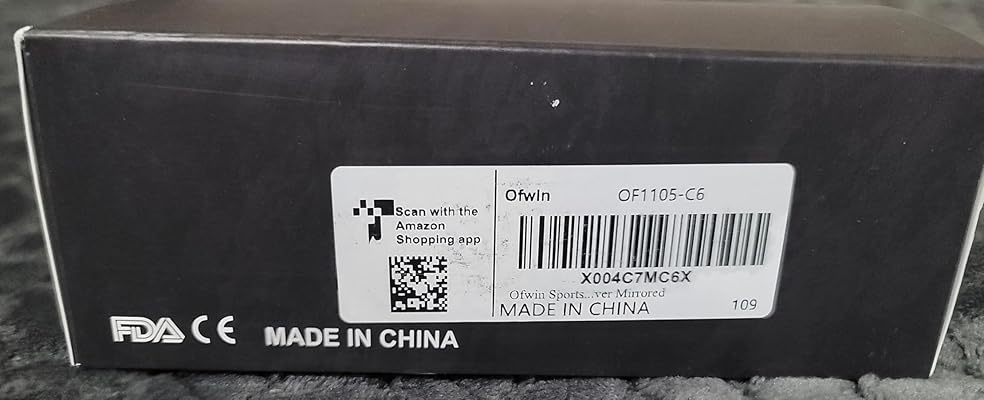 Scan with the
Amazon
Shopping app
Ofwin OF1105-C6
X004C7MC6X
Ofwin Sports...ver Mirrored
MADE IN CHINA 109
FDA CE MADE IN CHINA